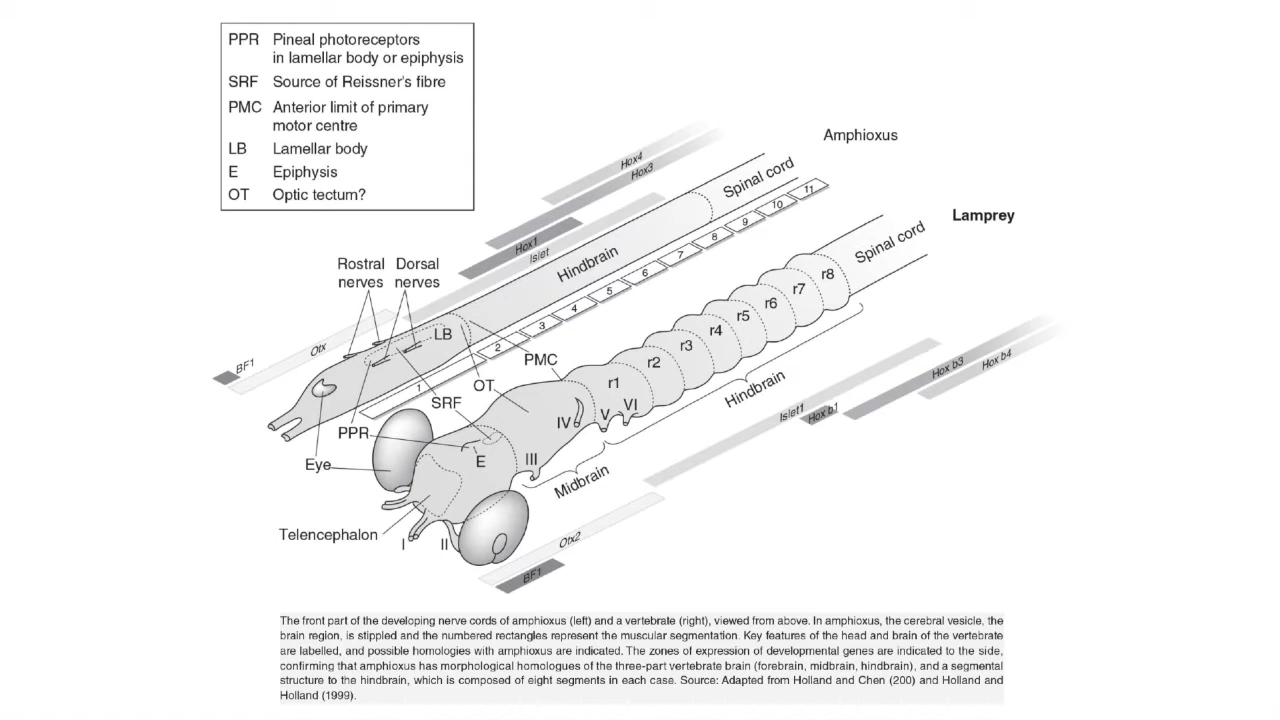 PPR Pineal photoreceptors
in lamellar body or epiphysis
SRF Source of Reissner's fibre
PMC Anterior limit of primary
motor centre
LB Lamellar body
E Epiphysis
OT Optic tectum?
Amphioxus
Hox4
Hox3
Spinal cord
Hox1
Islet
Hindbrain
1 2 3 4 5 6 7 8 9 10 11
Rostral nerves
Dorsal nerves
BF1
Otx
LB
PMC
OT
SRF
PPR
Eye
Lamprey
Spinal cord
r1 r2 r3 r4 r5 r6 r7 r8
Hindbrain
IV V VI
E
III
Midbrain
Telencephalon
I II
Islet1
Hox b1
Hox b3
Hox b4
Otx2
BF1
The front part of the developing nerve cords of amphioxus (left) and a vertebrate (right), viewed from above. In amphioxus, the cerebral vesicle, the
brain region, is stippled and the numbered rectangles represent the muscular segmentation. Key features of the head and brain of the vertebrate
are labelled, and possible homologies with amphioxus are indicated. The zones of expression of developmental genes are indicated to the side,
confirming that amphioxus has morphological homologues of the three-part vertebrate brain (forebrain, midbrain, hindbrain), and a segmental
structure to the hindbrain, which is composed of eight segments in each case. Source: Adapted from Holland and Chen (200) and Holland and
Holland (1999).